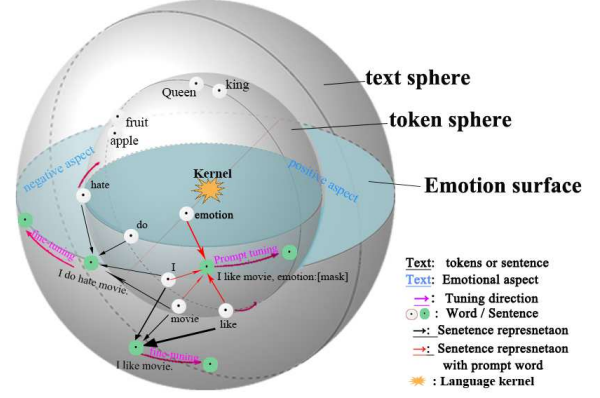 text sphere
king
Queen
token sphere
fruit
apple
negative aspect
positive aspect
Kernel
Emotion surface
hate
emotion
do
fine-tuning
Prompt tuning
I
I like movie, emotion:[mask]
I do hate movie.
movie
like
fine-tuning
I like movie.
Text: tokens or sentence
Text: Emotional aspect
: Tuning direction
: Word / Sentence
: Senetence represnetaon
: Senetence represnetaon
with prompt word
: Language kernel